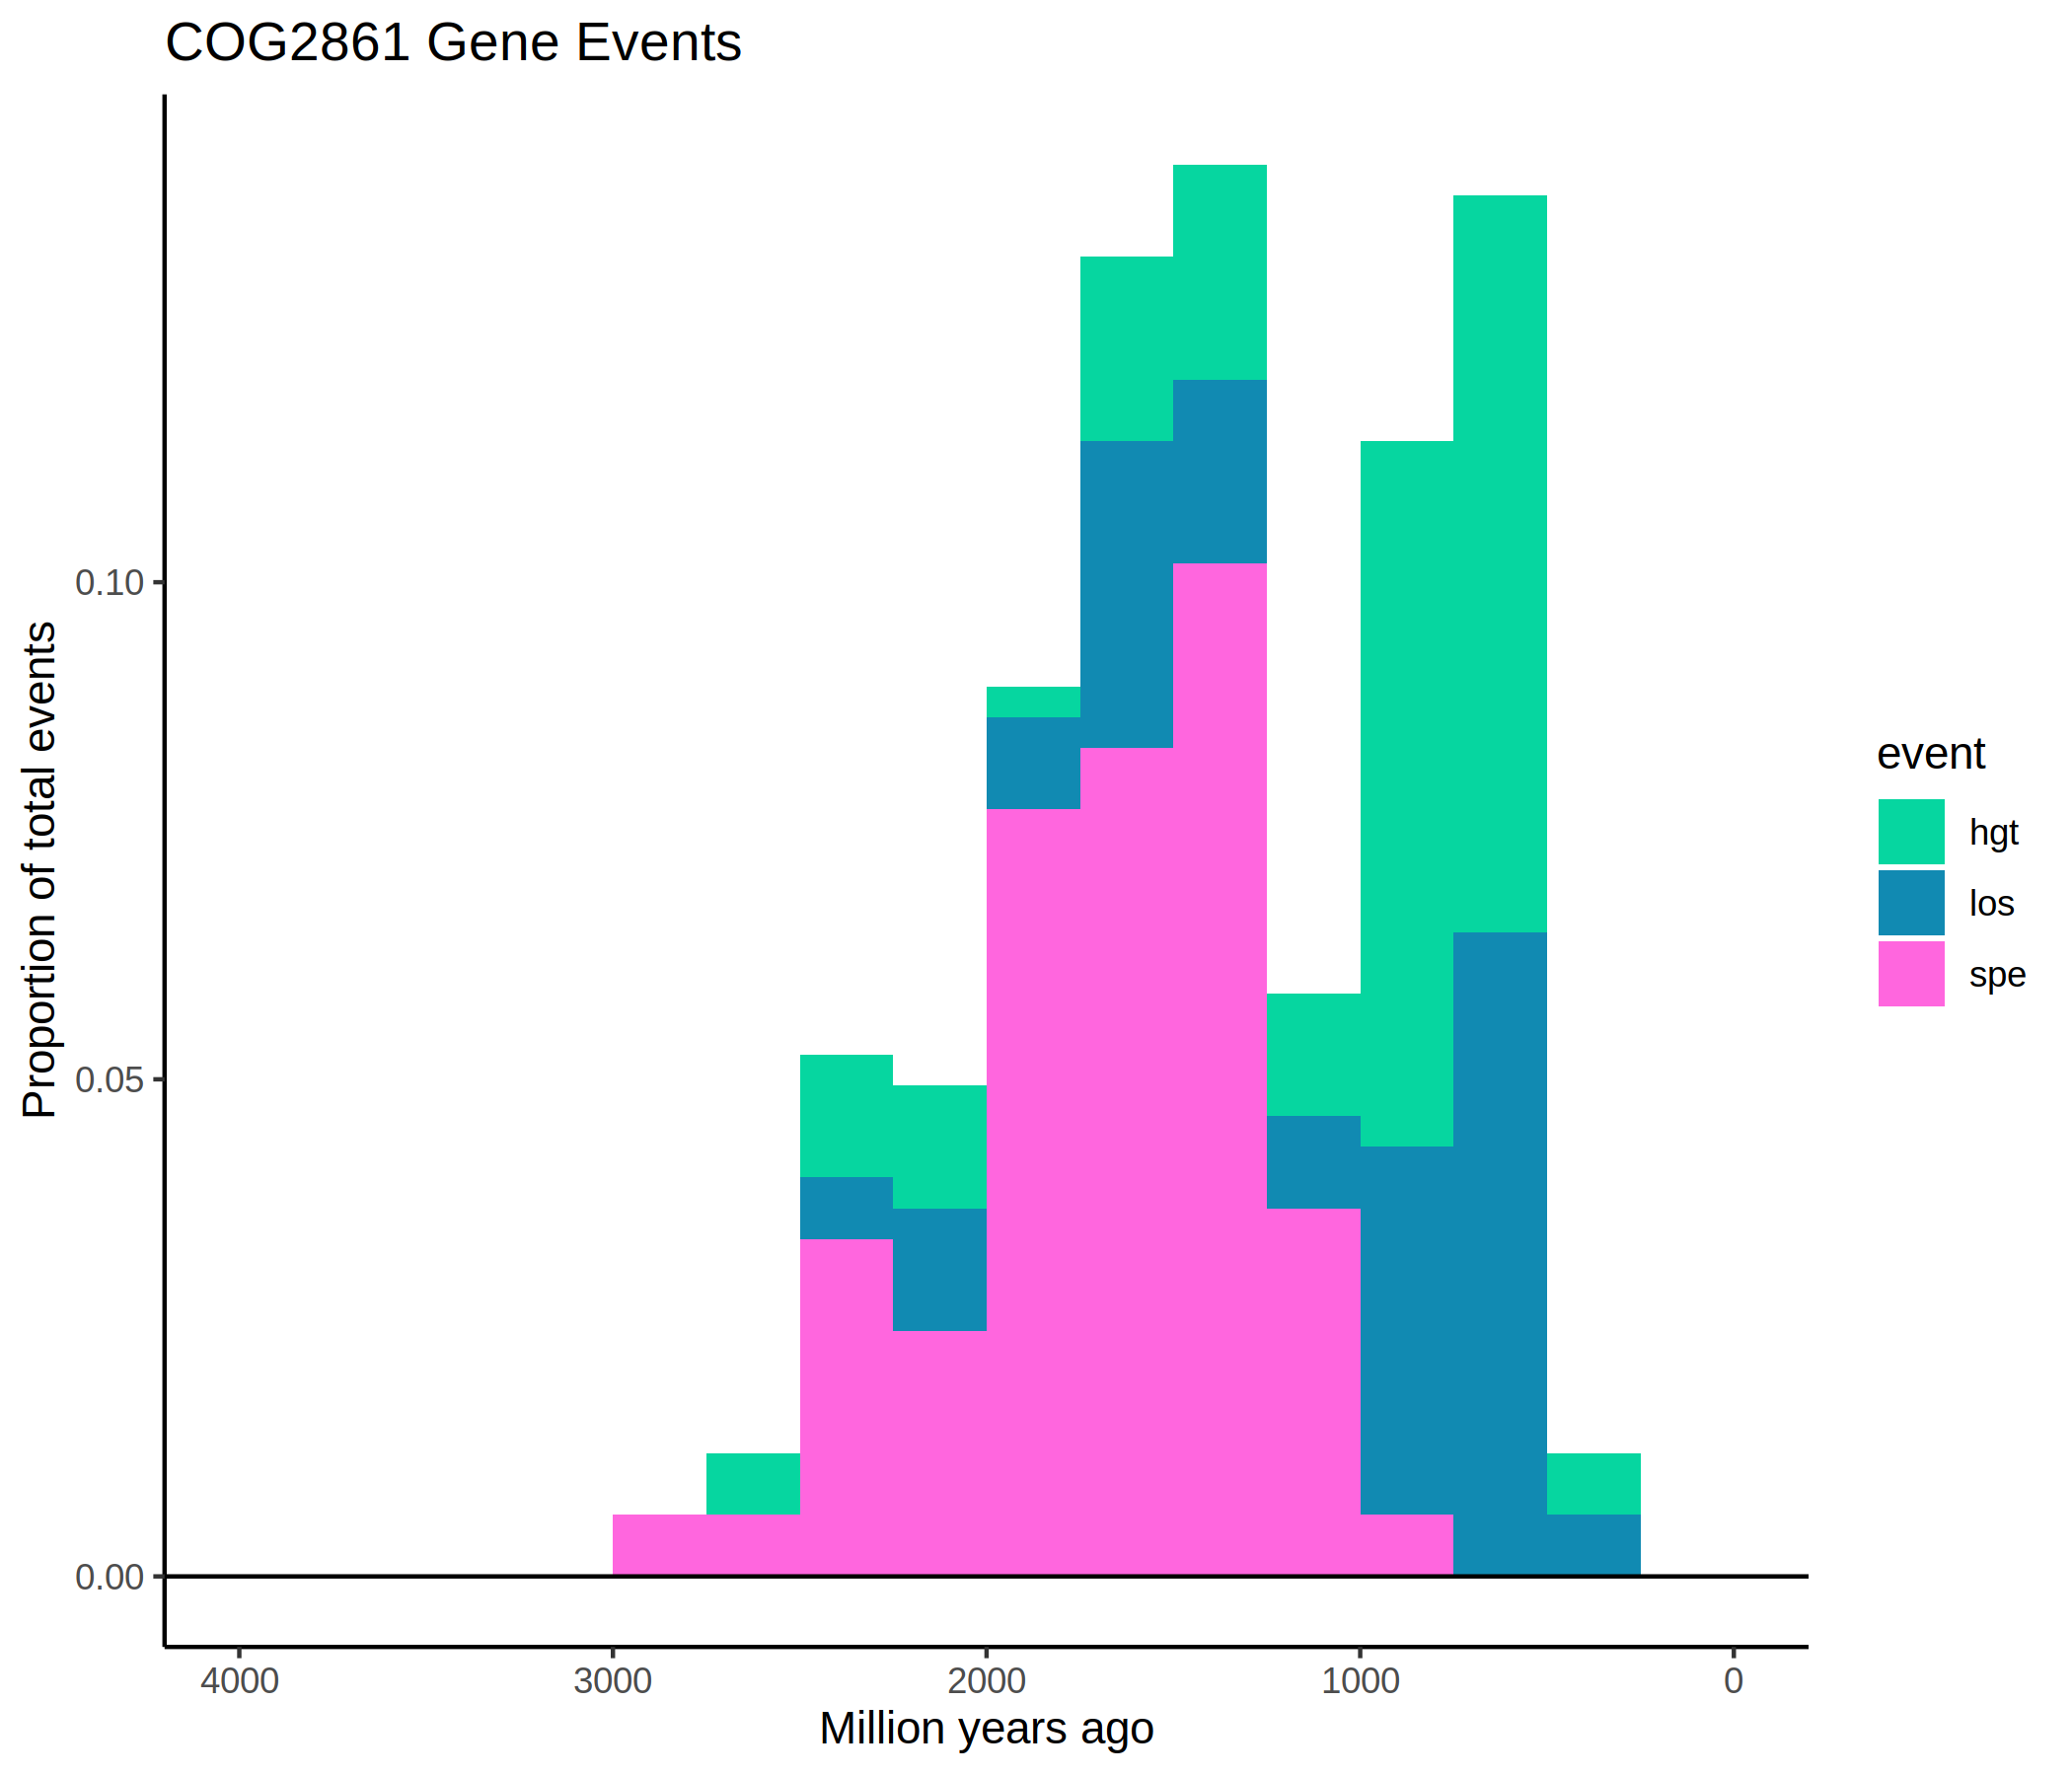 COG2861 Gene Events
Proportion of total events
0.10
0.05
0.00
4000 3000 2000 1000 0
Million years ago
event
hgt
los
spe